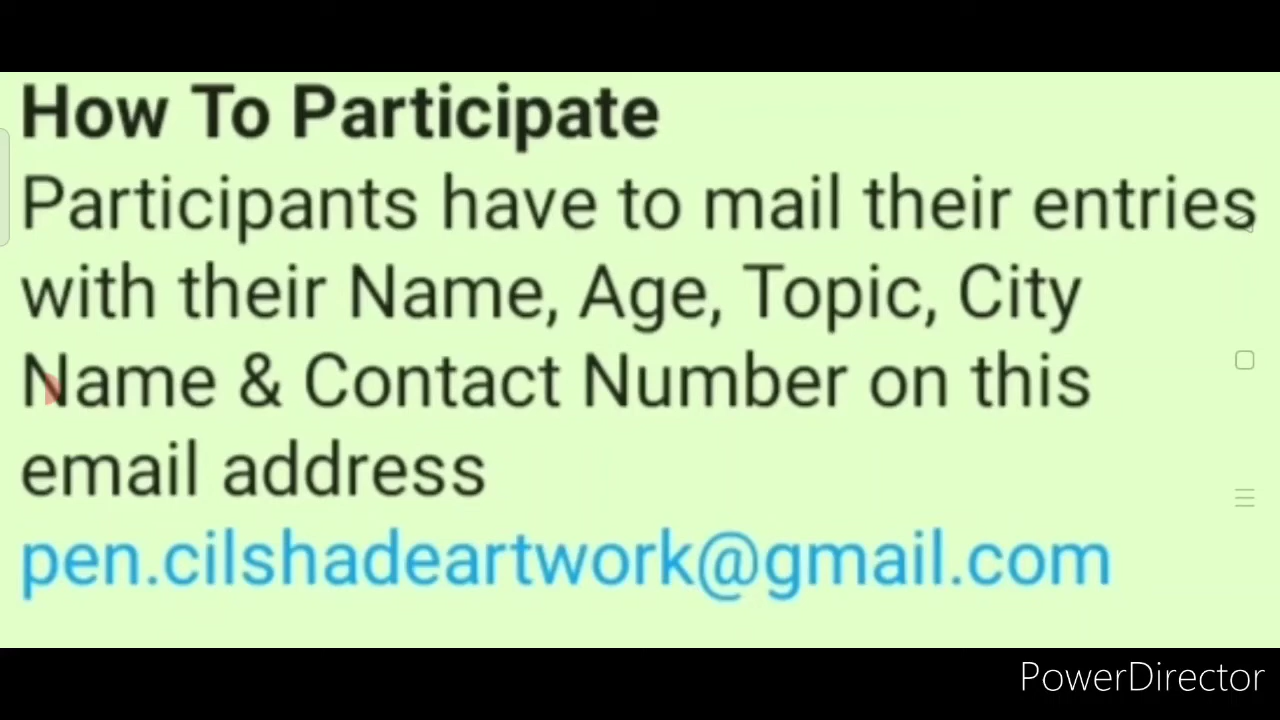 How To Participate
Participants have to mail their entries
with their Name, Age, Topic, City
Name & Contact Number on this
email address
pen.cilshadeartwork@gmail.com
PowerDirector